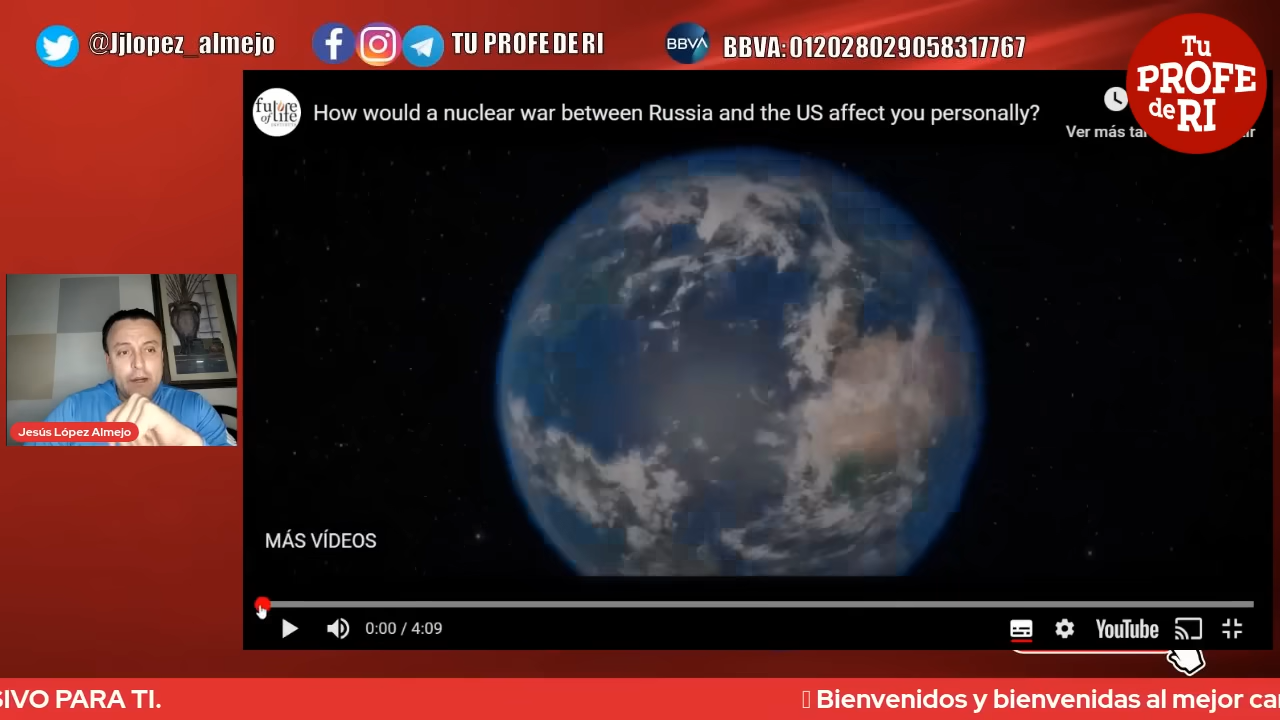 @Jjlopez_almejo
TU PROFE DE RI
BBVA
BBVA: 012028029058317767
Tu
PROFE
de RI
future
of life
How would a nuclear war between Russia and the US affect you personally?
Ver más
Jesús López Almejo
MÁS VÍDEOS
0:00 / 4:09
YouTube
SIVO PARA TI.
Bienvenidos y bienvenidas al mejor ca